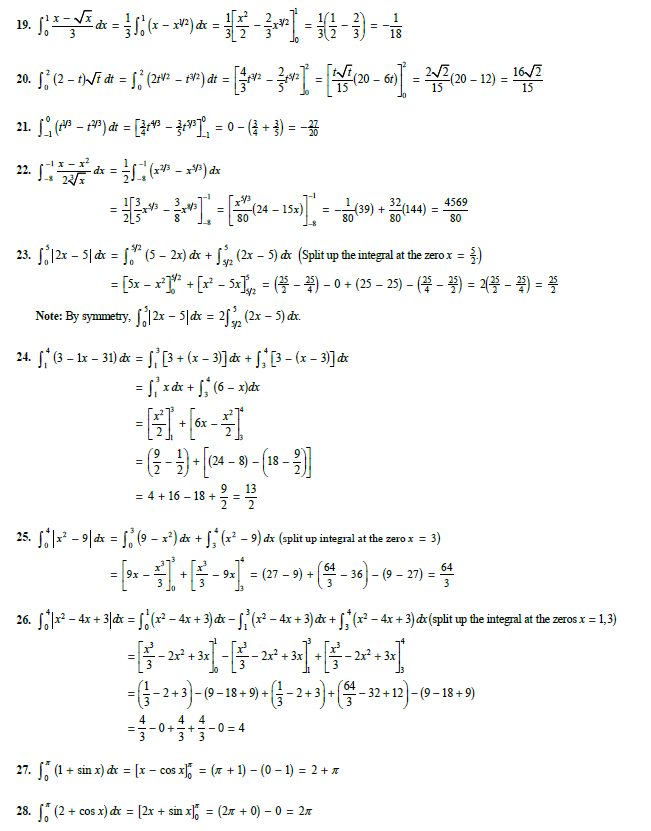 19. ∫₀¹ (x − √x)/3 dx = 1/3 ∫₀¹ (x − x^(1/2)) dx = 1/3 [x²/2 − 2/3 x^(3/2)]₀¹ = 1/3 (1/2 − 2/3) = −1/18
20. ∫₀² (2 − t)√t dt = ∫₀² (2t^(1/2) − t^(3/2)) dt = [4/3 t^(3/2) − 2/5 t^(5/2)]₀² = [t√t/15 (20 − 6t)]₀² = 2√2/15 (20 − 12) = 16√2/15
21. ∫₋₁⁰ (t^(1/3) − t^(2/3)) dt = [3/4 t^(4/3) − 3/5 t^(5/3)]₋₁⁰ = 0 − (3/4 + 3/5) = −27/20
22. ∫₋₈⁻¹ (x − x²)/(2∛x) dx = 1/2 ∫₋₈⁻¹ (x^(2/3) − x^(5/3)) dx
= 1/2 [3/5 x^(5/3) − 3/8 x^(8/3)]₋₈⁻¹ = [x^(5/3)/80 (24 − 15x)]₋₈⁻¹ = −1/80 (39) + 32/80 (144) = 4569/80
23. ∫₀⁵ |2x − 5| dx = ∫₀^(5/2) (5 − 2x) dx + ∫_(5/2)⁵ (2x − 5) dx (Split up the integral at the zero x = 5/2.)
= [5x − x²]₀^(5/2) + [x² − 5x]_(5/2)⁵ = (25/2 − 25/4) − 0 + (25 − 25) − (25/4 − 25/2) = 2(25/2 − 25/4) = 25/2
Note: By symmetry, ∫₀⁵ |2x − 5| dx = 2∫_(5/2)⁵ (2x − 5) dx.
24. ∫₁⁴ (3 − 1x − 31) dx = ∫₁³ [3 + (x − 3)] dx + ∫₃⁴ [3 − (x − 3)] dx
= ∫₁³ x dx + ∫₃⁴ (6 − x)dx
= [x²/2]₁³ + [6x − x²/2]₃⁴
= (9/2 − 1/2) + [(24 − 8) − (18 − 9/2)]
= 4 + 16 − 18 + 9/2 = 13/2
25. ∫₀⁴ |x² − 9| dx = ∫₀³ (9 − x²) dx + ∫₃⁴ (x² − 9) dx (split up integral at the zero x = 3)
= [9x − x³/3]₀³ + [x³/3 − 9x]₃⁴ = (27 − 9) + (64/3 − 36) − (9 − 27) = 64/3
26. ∫₀⁴ |x² − 4x + 3| dx = ∫₀¹ (x² − 4x + 3) dx − ∫₁³ (x² − 4x + 3) dx + ∫₃⁴ (x² − 4x + 3) dx (split up the integral at the zeros x = 1,3)
= [x³/3 − 2x² + 3x]₀¹ − [x³/3 − 2x² + 3x]₁³ + [x³/3 − 2x² + 3x]₃⁴
= (1/3 − 2 + 3) − (9 − 18 + 9) + (1/3 − 2 + 3) + (64/3 − 32 + 12) − (9 − 18 + 9)
= 4/3 − 0 + 4/3 + 4/3 − 0 = 4
27. ∫₀^π (1 + sin x) dx = [x − cos x]₀^π = (π + 1) − (0 − 1) = 2 + π
28. ∫₀^π (2 + cos x) dx = [2x + sin x]₀^π = (2π + 0) − 0 = 2π